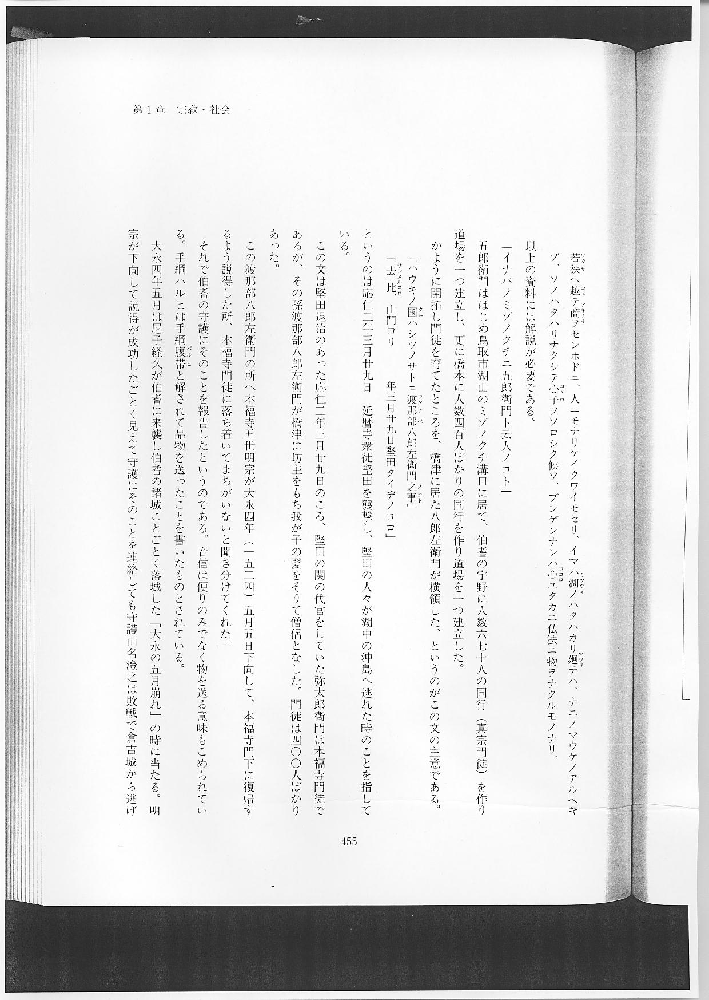 第1章　宗教・社会
若狭へ越テ商ヲセンホドニ、人ニモナリケイクワイモセリ、イマハ湖ノハタハカリ廻テハ、ナニノマウケノアルヘキ
ゾ、ソノハタハリナクシテ心子ヲソロシク候ソ、ブンゲンナレハ心ユタカニ仏法ニ物ヲナクルモノナリ、
以上の資料には解説が必要である。
「イナバノミゾノクチニ五郎衛門ト云人ノコト」
五郎衛門ははじめ鳥取市湖山のミゾノクチ溝口に居て、伯耆の宇野に人数六七十人の同行（真宗門徒）を作り
道場を一つ建立し、更に橋本に人数四百人ばかりの同行を作り道場を一つ建立した。
かように開拓し門徒を育てたところを、橋津に居た八郎左衛門が横領した、というのがこの文の主意である。
「ハウキノ国ハシツノサトニ渡那部八郎左衛門之事」
「去比、山門ヨリ　　年三月廿九日堅田タイヂノコロ」
というのは応仁二年三月廿九日　延暦寺衆徒堅田を襲撃し、堅田の人々が湖中の沖島へ逃れた時のことを指して
いる。
この文は堅田退治のあった応仁二年三月廿九日のころ、堅田の関の代官をしていた弥太郎衛門は本福寺門徒で
あるが、その孫渡那部八郎左衛門が橋津に坊主をもち我が子の髪をそりて僧侶となした。門徒は四〇〇人ばかり
あった。
この渡那部八郎左衛門の所へ本福寺五世明宗が大永四年（一五二四）五月五日下向して、本福寺門下に復帰す
るよう説得した所、本福寺門徒に落ち着いてまちがいないと聞き分けてくれた。
それで伯耆の守護にそのことを報告したというのである。音信は便りのみでなく物を送る意味もこめられてい
る。手綱ハルヒは手綱腹帯と解されて品物を送ったことを書いたものとされている。
大永四年五月は尼子経久が伯耆に来襲し伯耆の諸城ことごとく落城した「大永の五月崩れ」の時に当たる。明
宗が下向して説得が成功したごとく見えて守護にそのことを連絡しても守護山名澄之は敗戦で倉吉城から逃げ
455